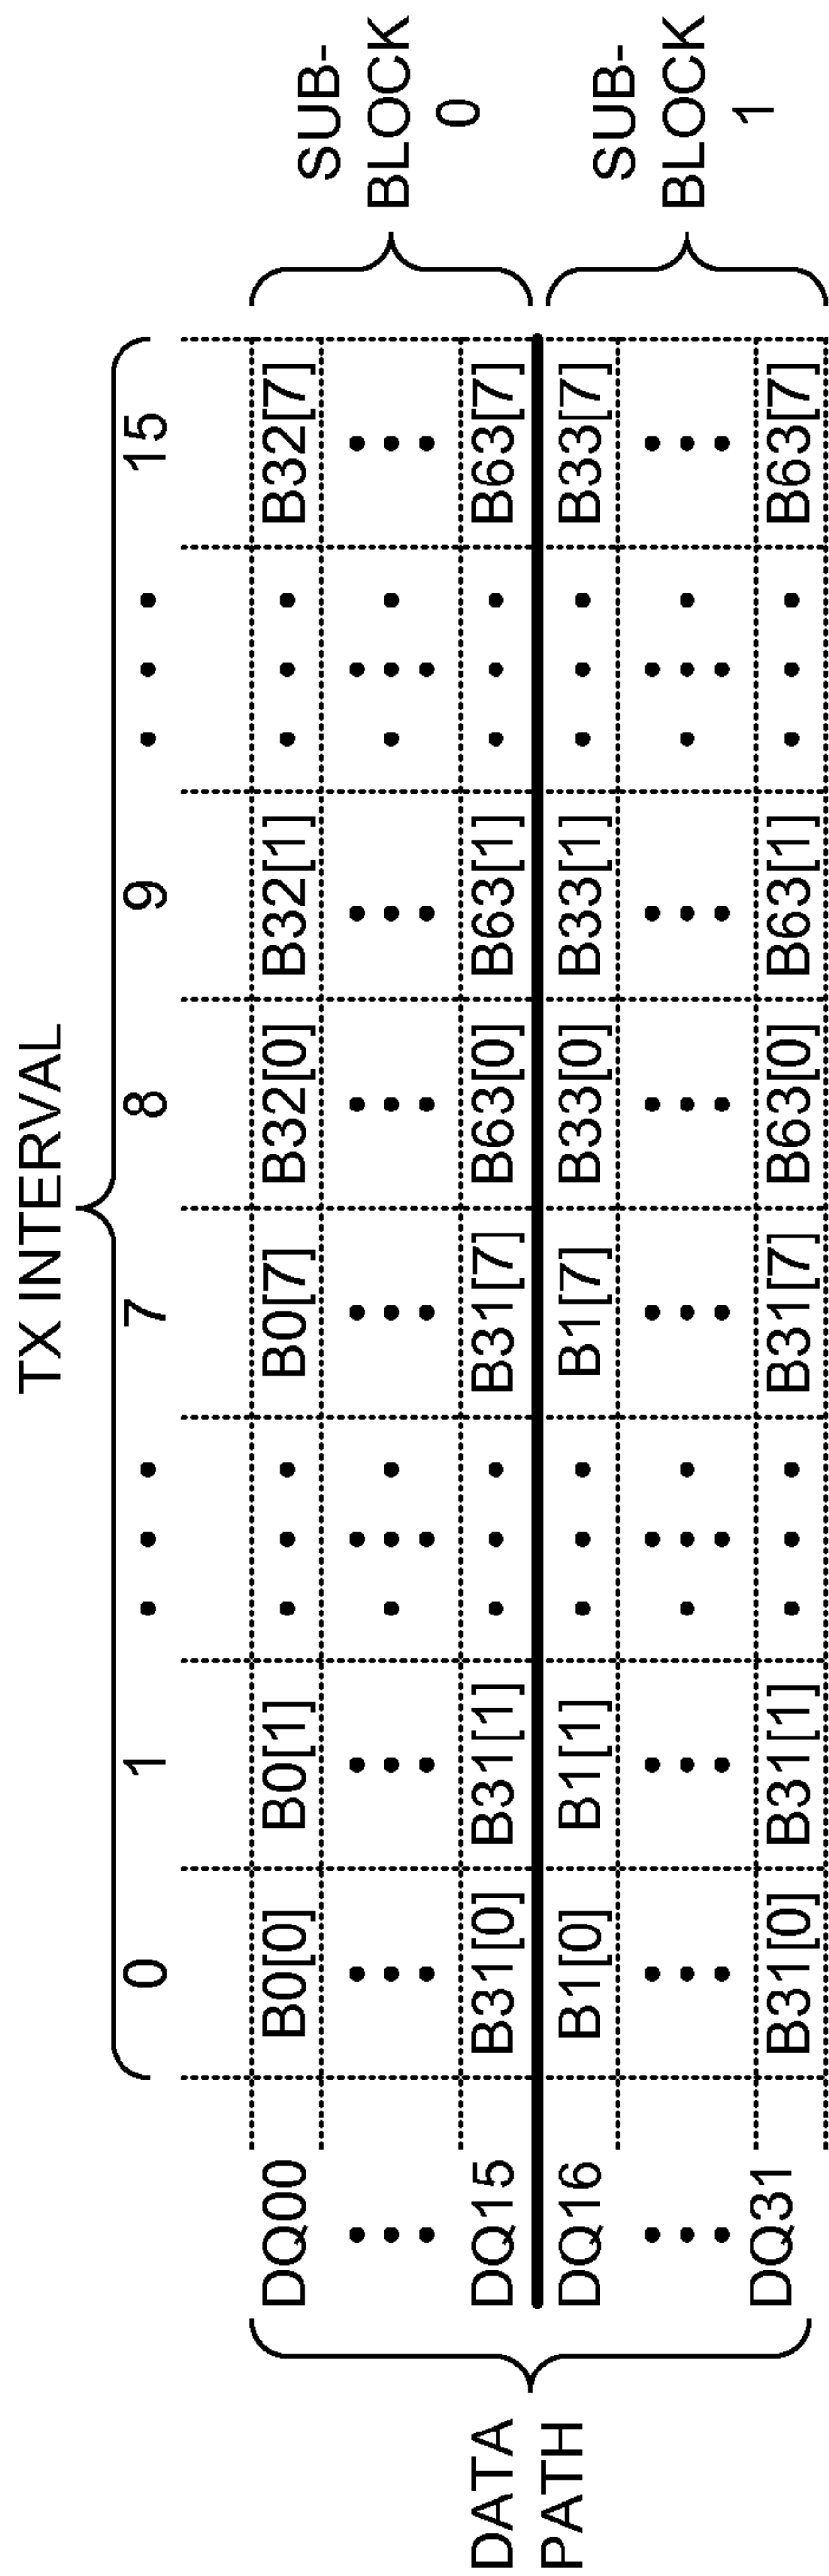 TX INTERVAL
0 1 • • • 7 8 9 • • • 15
DQ00 B0[0] B0[1] • • • B0[7] B32[0] B32[1] • • • B32[7]
DQ15 B31[0] B31[1] • • • B31[7] B63[0] B63[1] • • • B63[7]
DQ16 B1[0] B1[1] • • • B1[7] B33[0] B33[1] • • • B33[7]
DQ31 B31[0] B31[1] • • • B31[7] B63[0] B63[1] • • • B63[7]
DATA
PATH
SUB-
BLOCK
0
SUB-
BLOCK
1